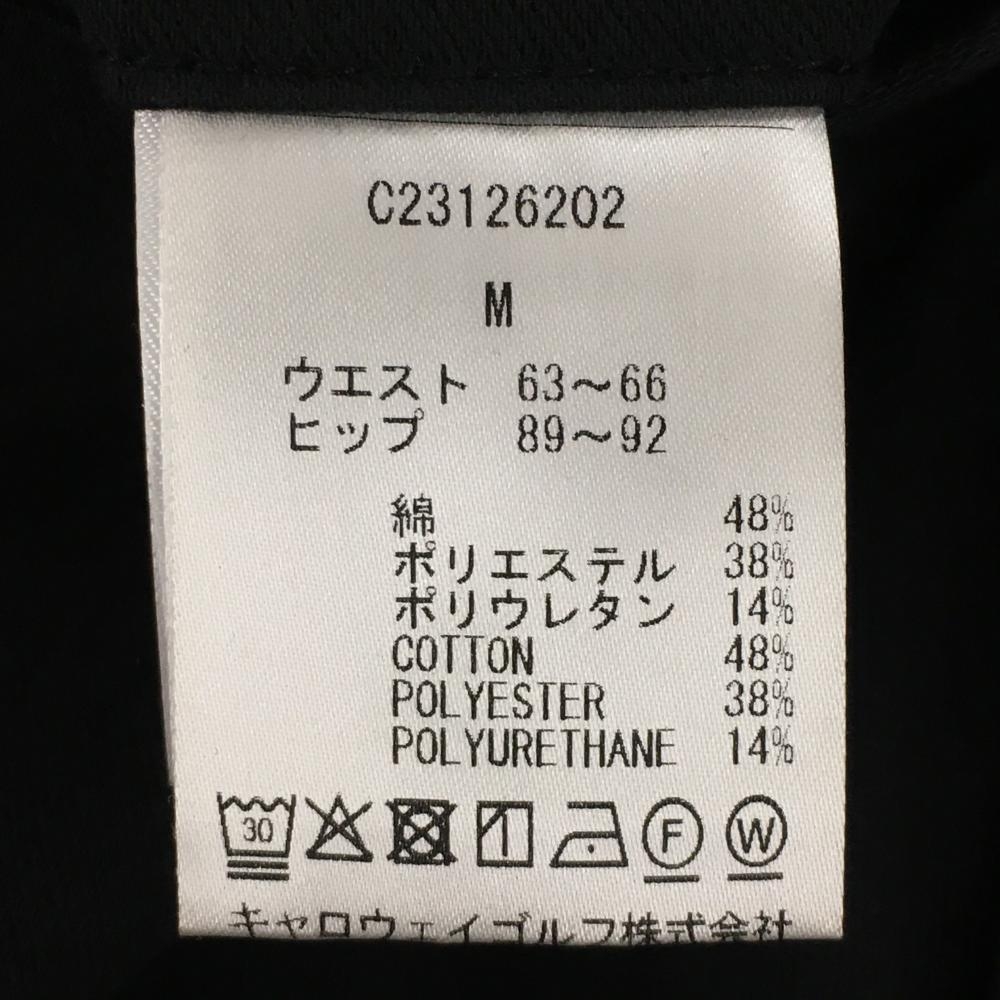 C23126202
M
ウエスト 63〜66
ヒップ 89〜92
綿 48%
ポリエステル 38%
ポリウレタン 14%
COTTON 48%
POLYESTER 38%
POLYURETHANE 14%
30 F W
キャロウェイゴルフ株式会社